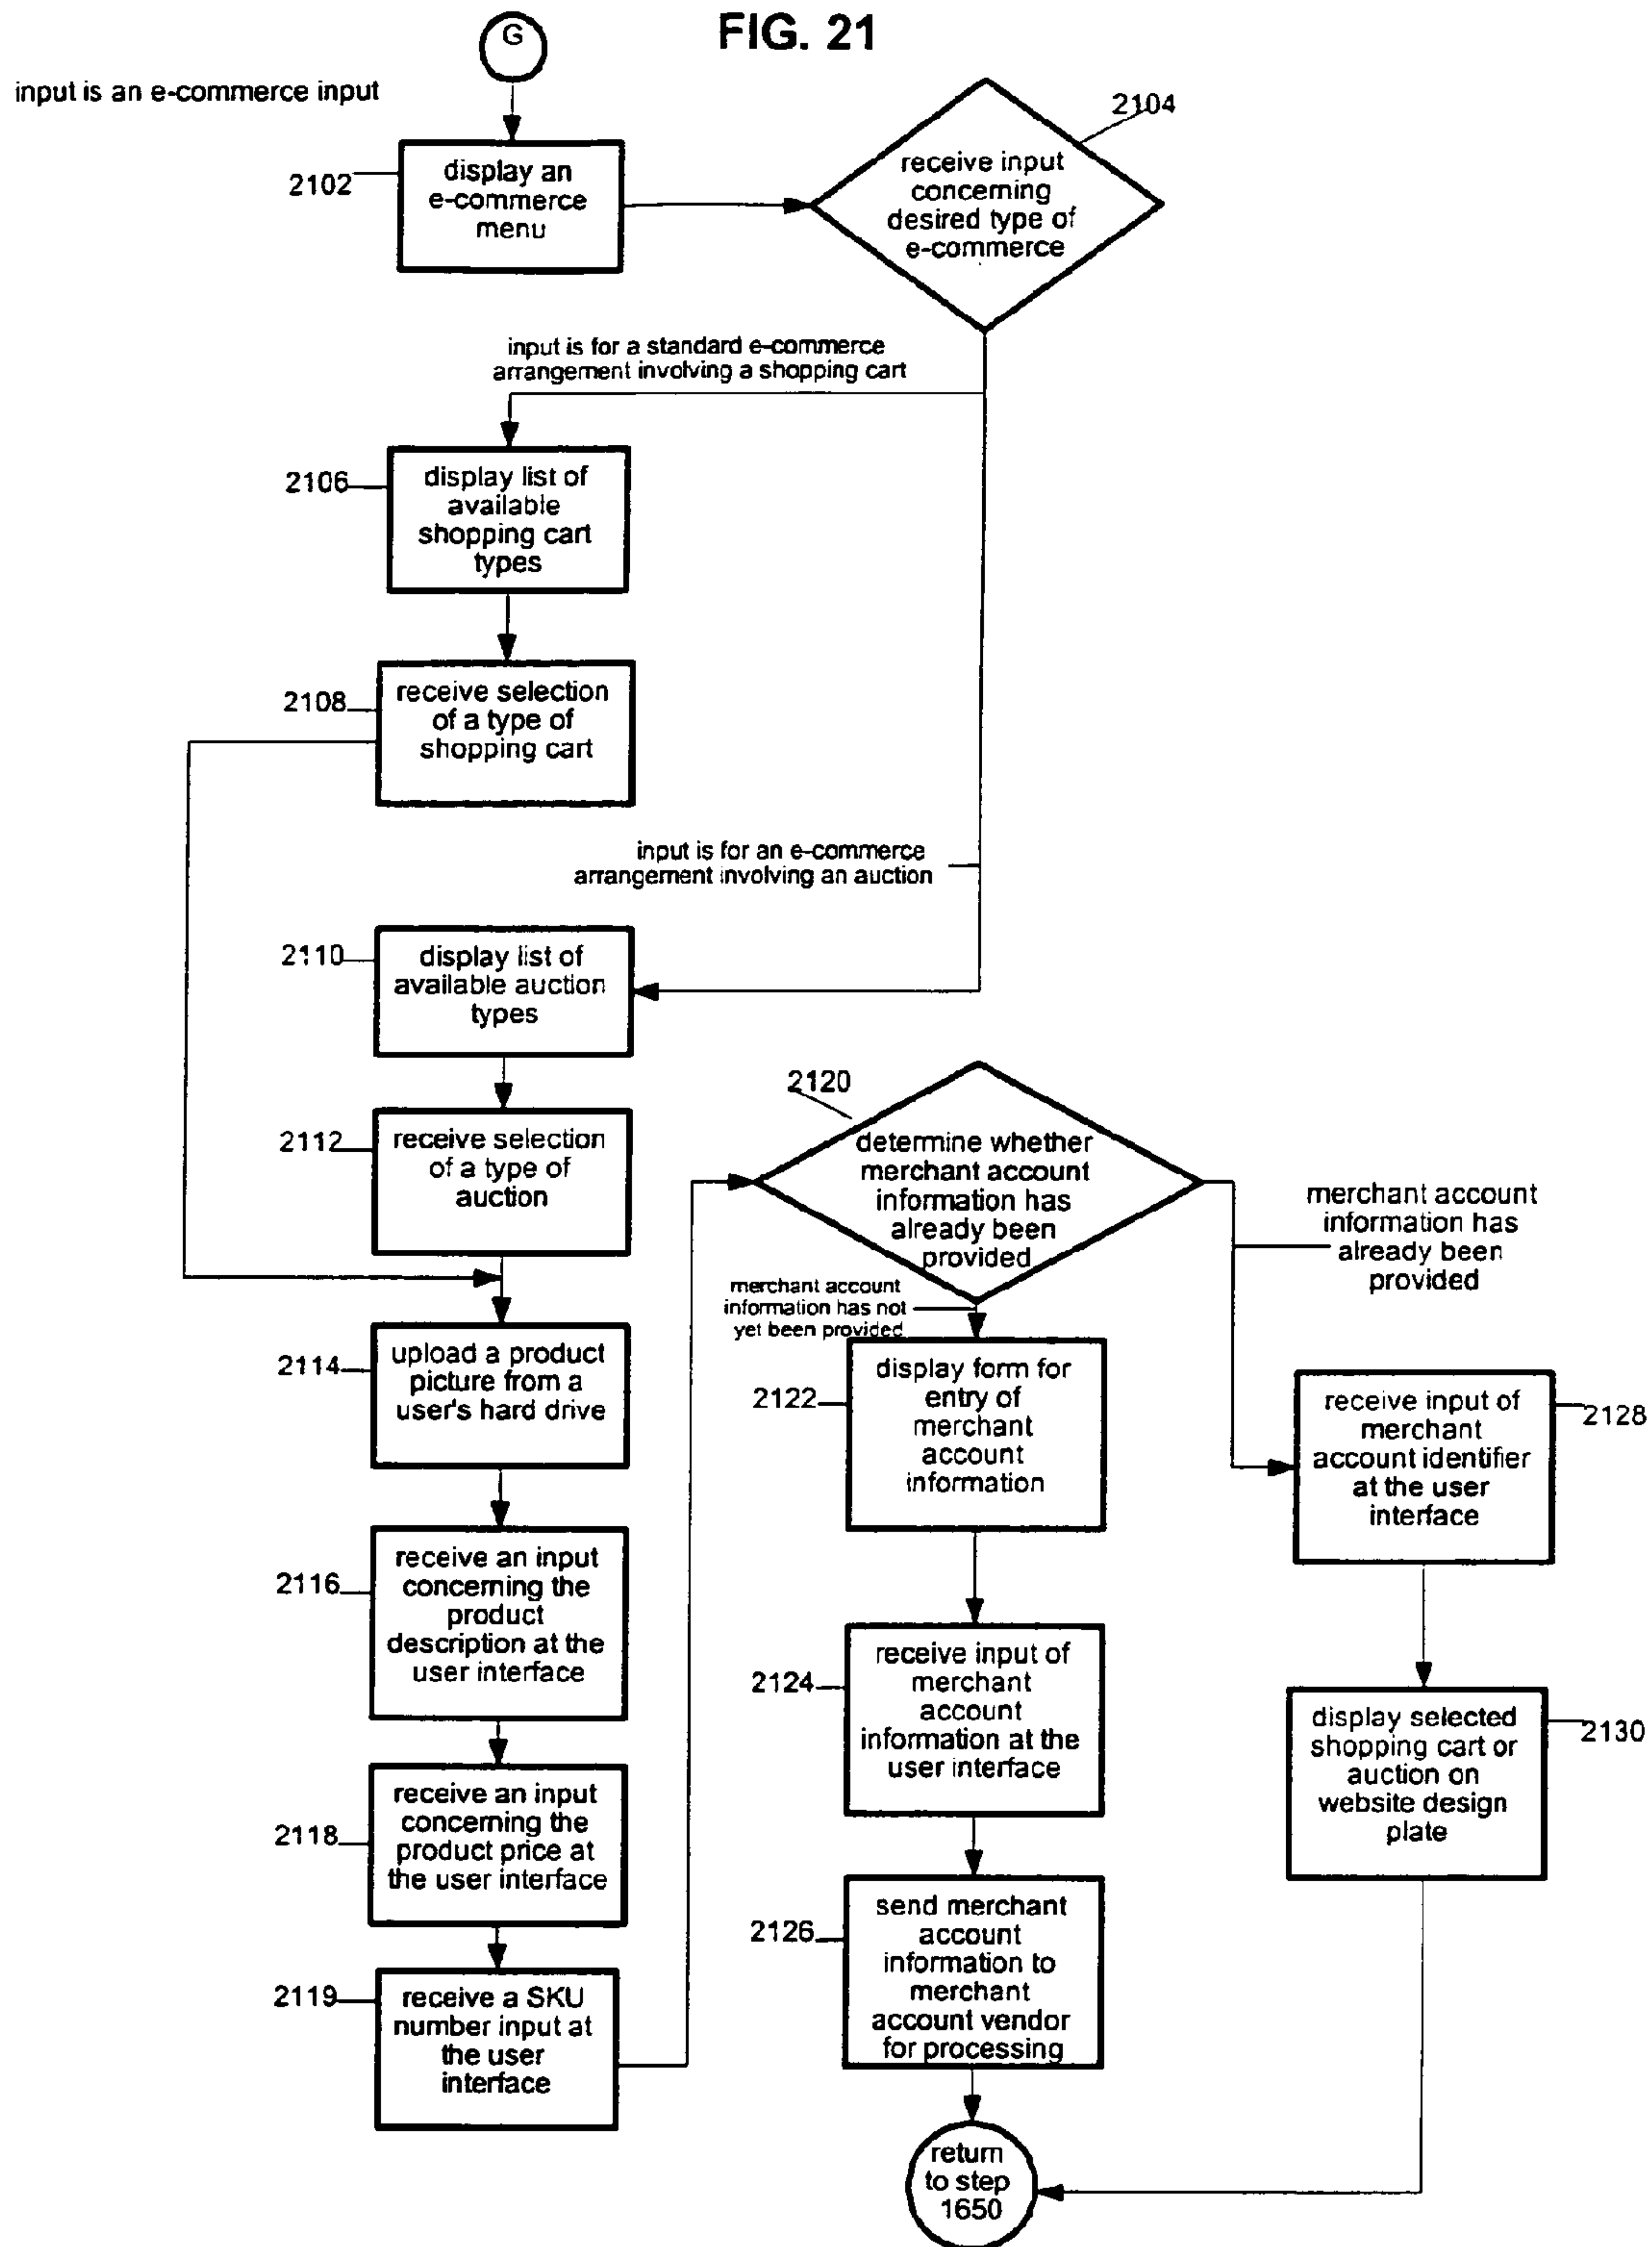 FIG. 21
G
input is an e-commerce input
2102
display an
e-commerce
menu
2104
receive input
concerning
desired type of
e-commerce
input is for a standard e-commerce
arrangement involving a shopping cart
2106
display list of
available
shopping cart
types
2108
receive selection
of a type of
shopping cart
input is for an e-commerce
arrangement involving an auction
2110
display list of
available auction
types
2112
receive selection
of a type of
auction
2114
upload a product
picture from a
user's hard drive
2116
receive an input
concerning the
product
description at the
user interface
2118
receive an input
concerning the
product price at
the user interface
2119
receive a SKU
number input at
the user
interface
2120
determine whether
merchant account
information has
already been
provided
merchant account
information has
already been
provided
merchant account
information has not
yet been provided
2122
display form for
entry of
merchant
account
information
2124
receive input of
merchant
account
information at the
user interface
2126
send merchant
account
information to
merchant
account vendor
for processing
2128
receive input of
merchant
account identifier
at the user
interface
2130
display selected
shopping cart or
auction on
website design
plate
return
to step
1650